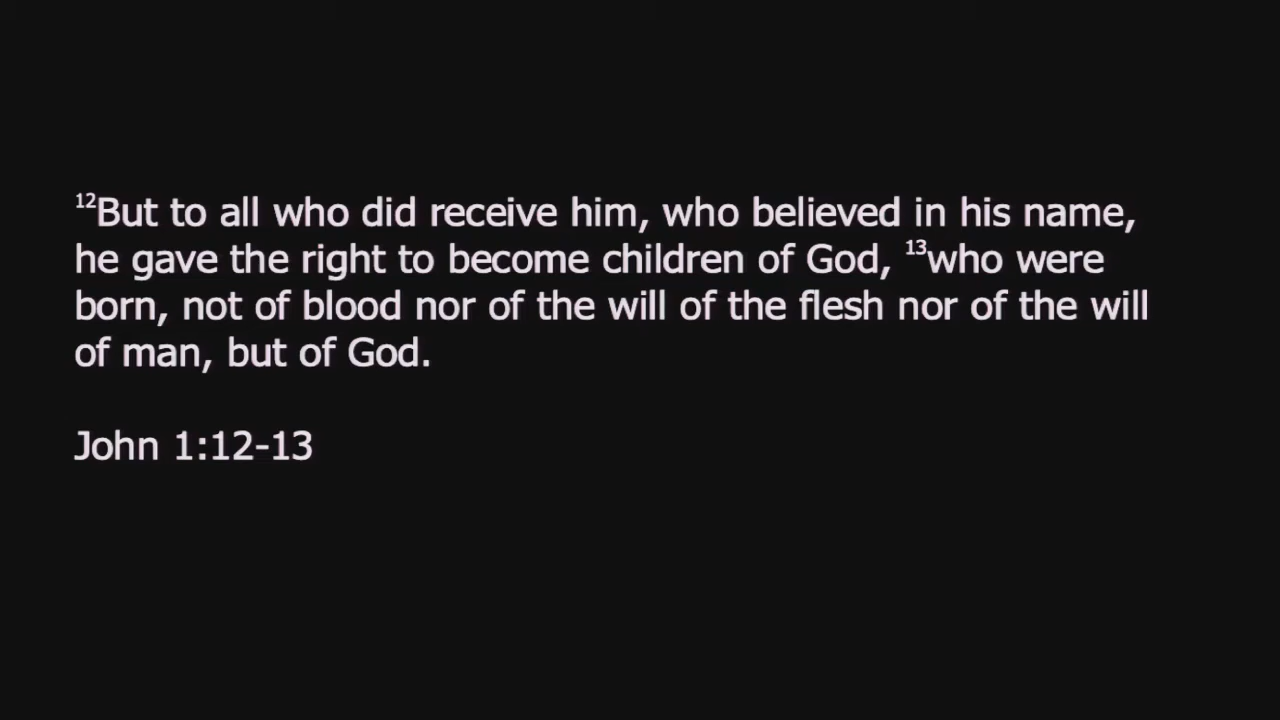 ¹²But to all who did receive him, who believed in his name,
he gave the right to become children of God, ¹³who were
born, not of blood nor of the will of the flesh nor of the will
of man, but of God.
John 1:12-13